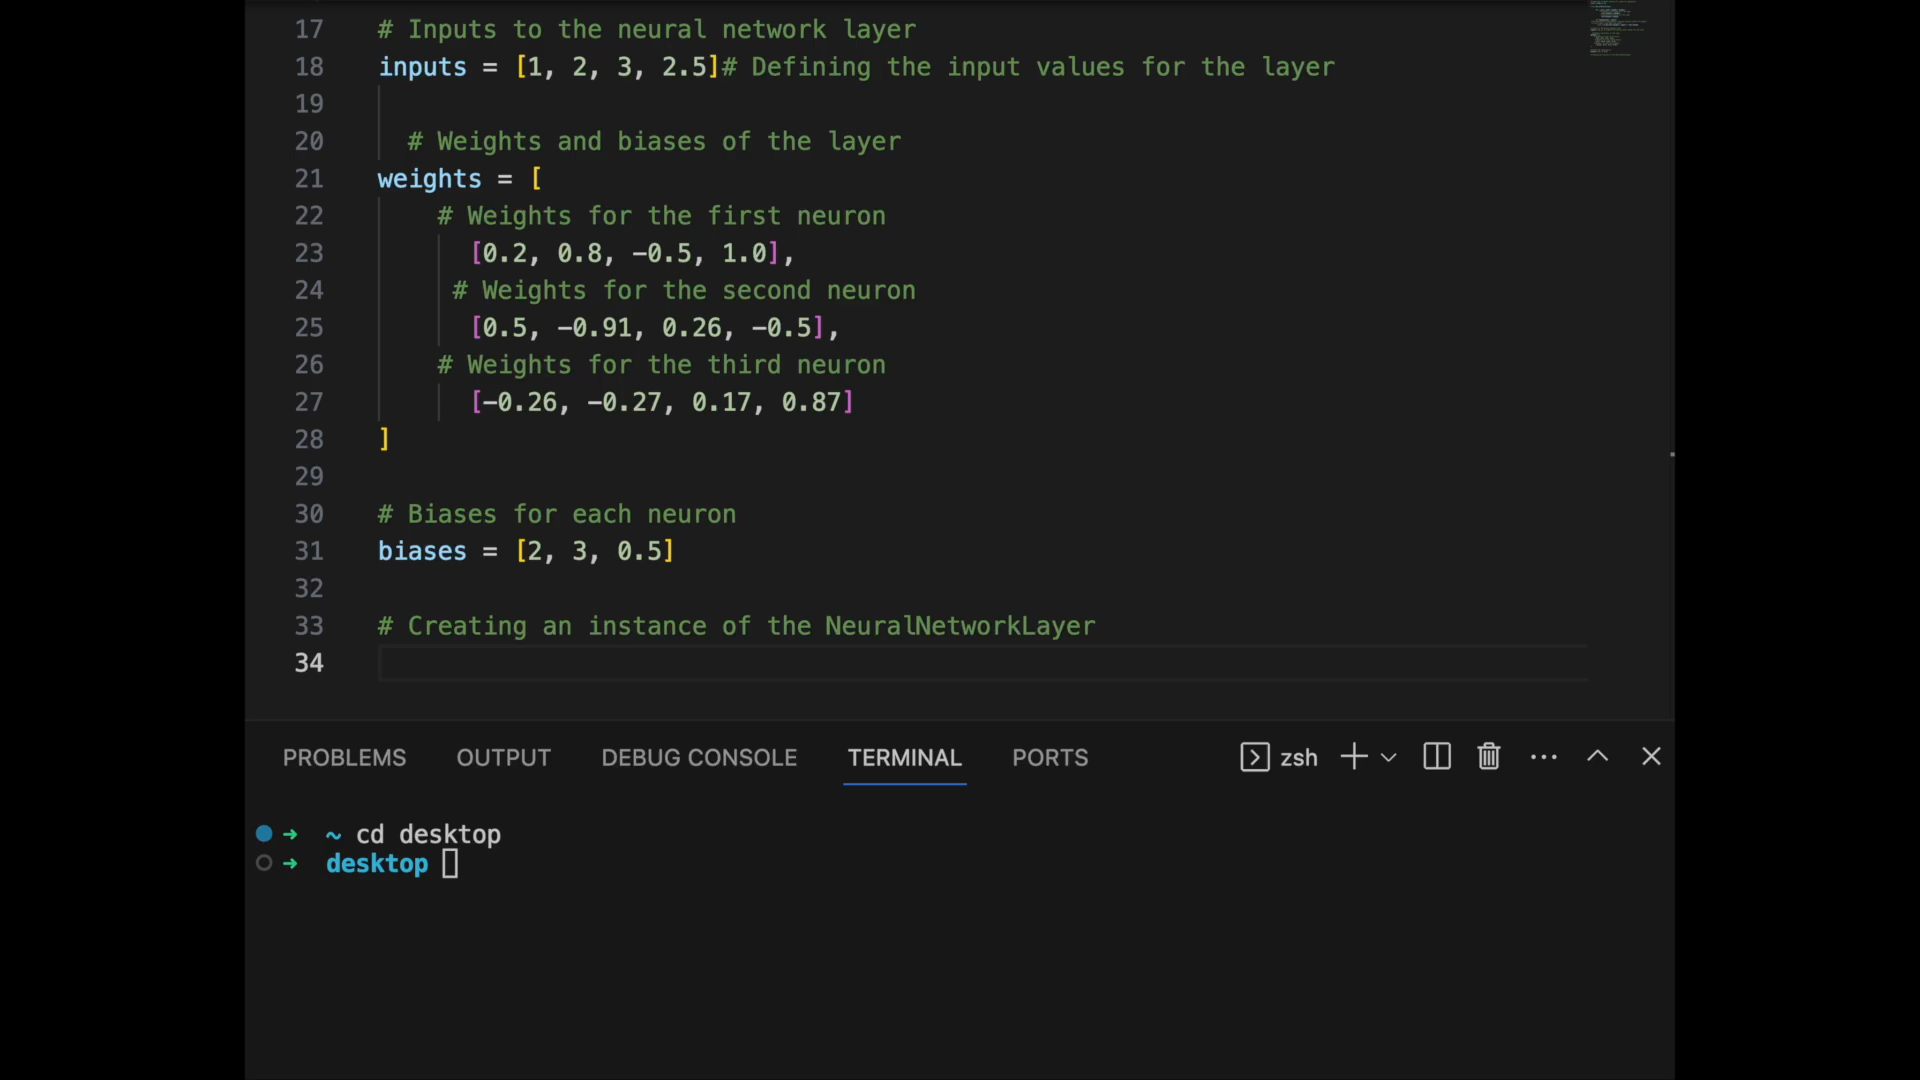 17 # Inputs to the neural network layer
18 inputs = [1, 2, 3, 2.5]# Defining the input values for the layer
19
20 # Weights and biases of the layer
21 weights = [
22 # Weights for the first neuron
23 [0.2, 0.8, -0.5, 1.0],
24 # Weights for the second neuron
25 [0.5, -0.91, 0.26, -0.5],
26 # Weights for the third neuron
27 [-0.26, -0.27, 0.17, 0.87]
28 ]
29
30 # Biases for each neuron
31 biases = [2, 3, 0.5]
32
33 # Creating an instance of the NeuralNetworkLayer
34
PROBLEMS OUTPUT DEBUG CONSOLE TERMINAL PORTS zsh
~ cd desktop
desktop